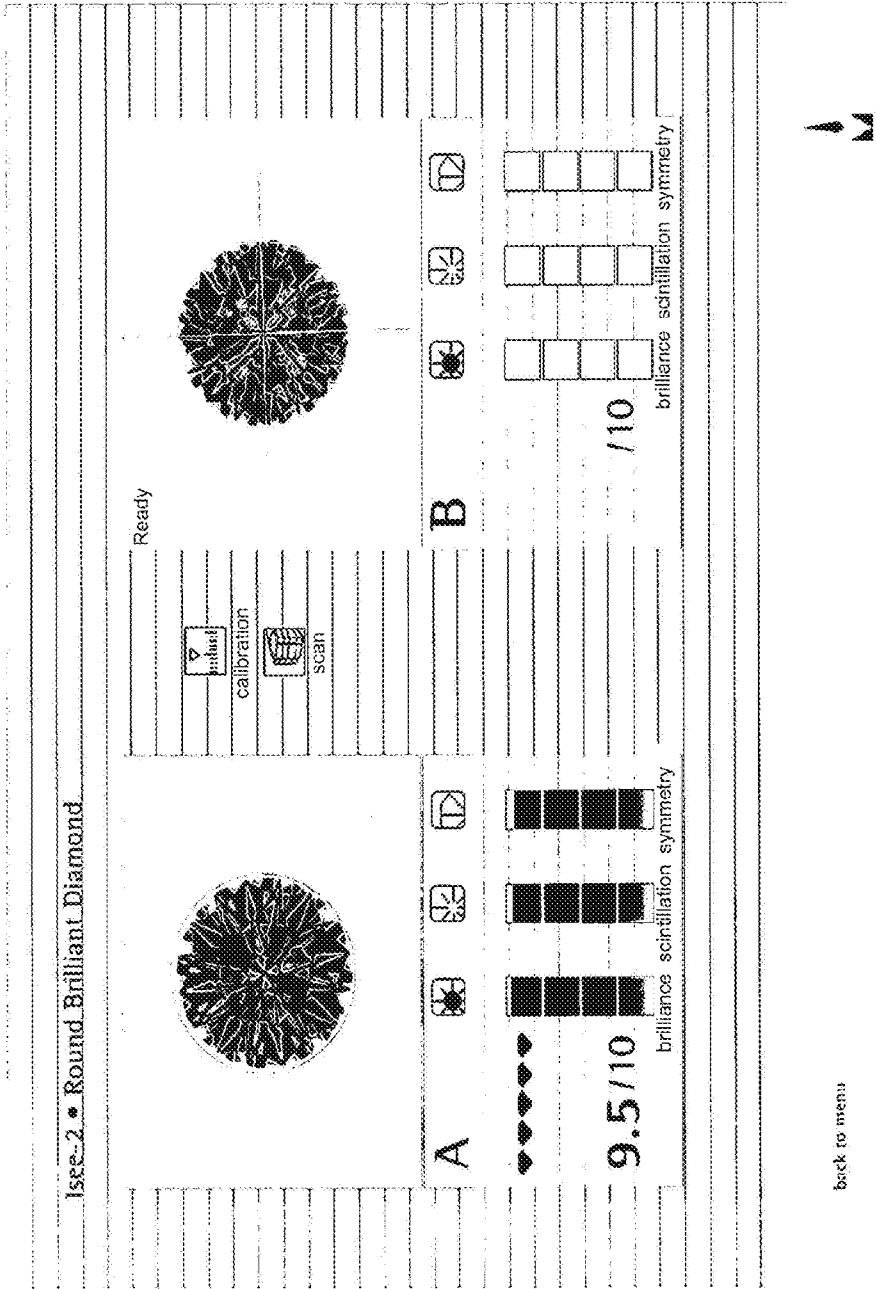 Isee-2 • Round Brilliant Diamond
Ready
calibration
scan
A
9.5/10
brilliance scintillation symmetry
B
/10
brilliance scintillation symmetry
back to menu